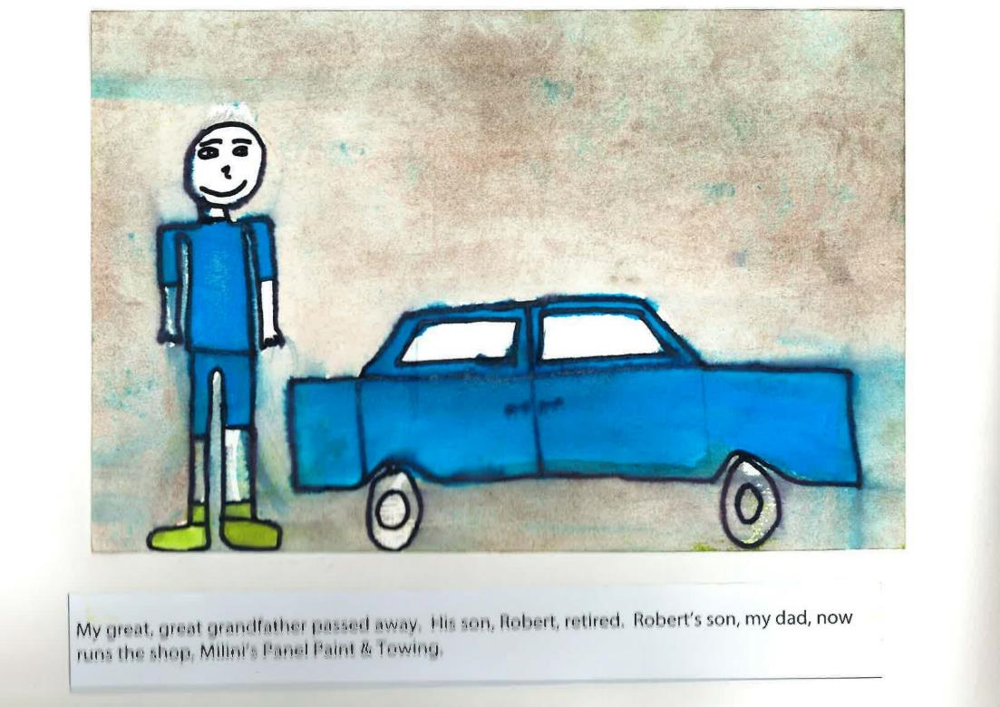 My great, great grandfather passed away.  His son, Robert, retired.  Robert's son, my dad, now
runs the shop, Milini's Panel Paint & Towing.